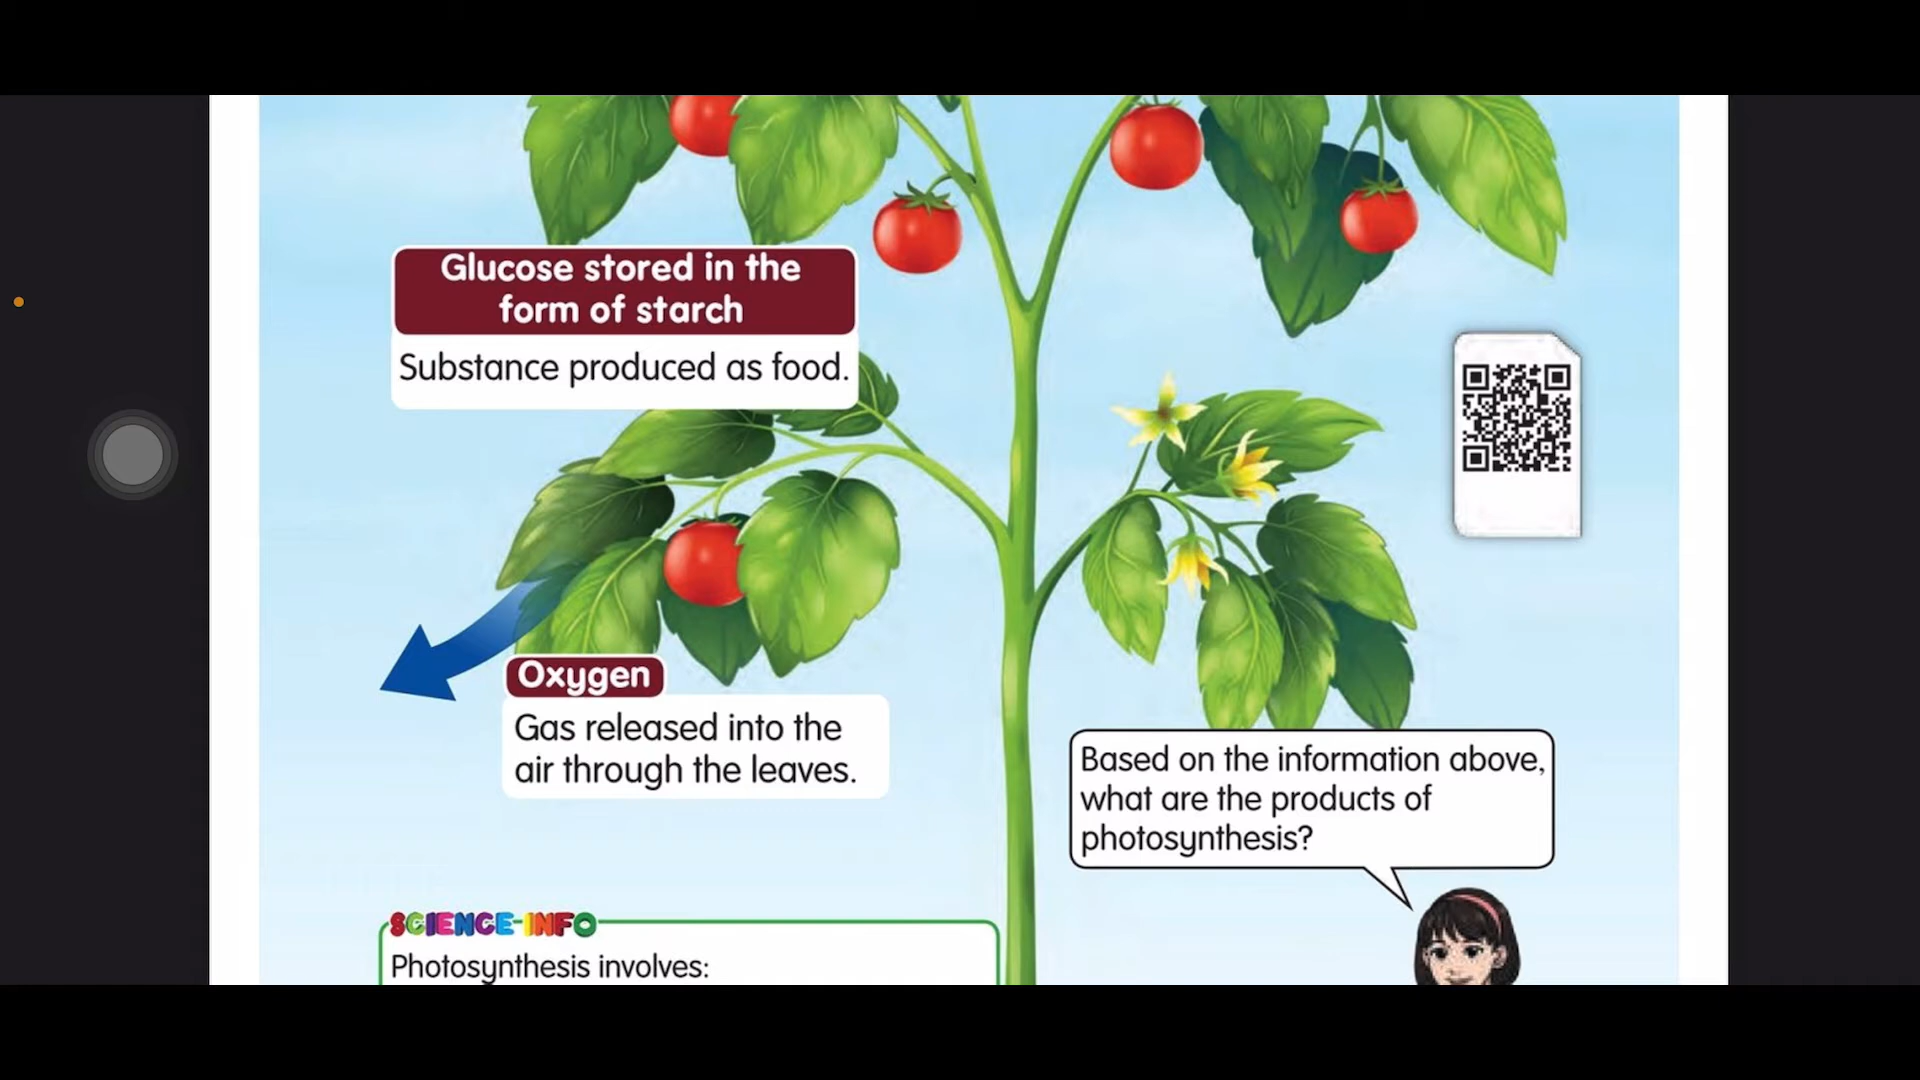 Glucose stored in the
form of starch
Substance produced as food.
Oxygen
Gas released into the
air through the leaves.
Based on the information above,
what are the products of
photosynthesis?
SCIENCE-INFO
Photosynthesis involves: